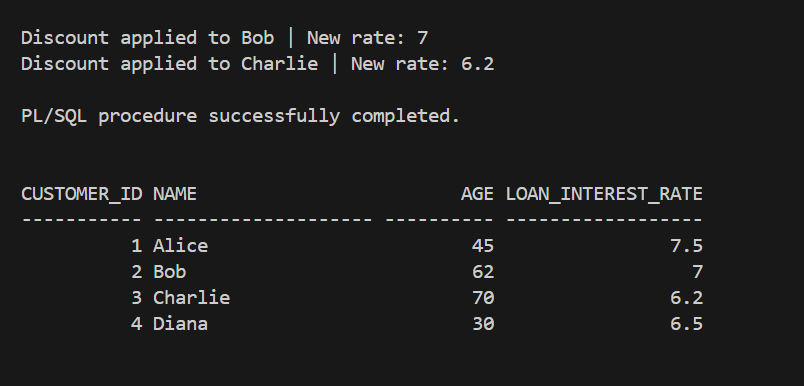 Discount applied to Bob | New rate: 7
Discount applied to Charlie | New rate: 6.2
PL/SQL procedure successfully completed.
CUSTOMER_ID NAME                        AGE LOAN_INTEREST_RATE
----------- -------------------- ---------- ------------------
          1 Alice                        45                7.5
          2 Bob                          62                  7
          3 Charlie                      70                6.2
          4 Diana                        30                6.5